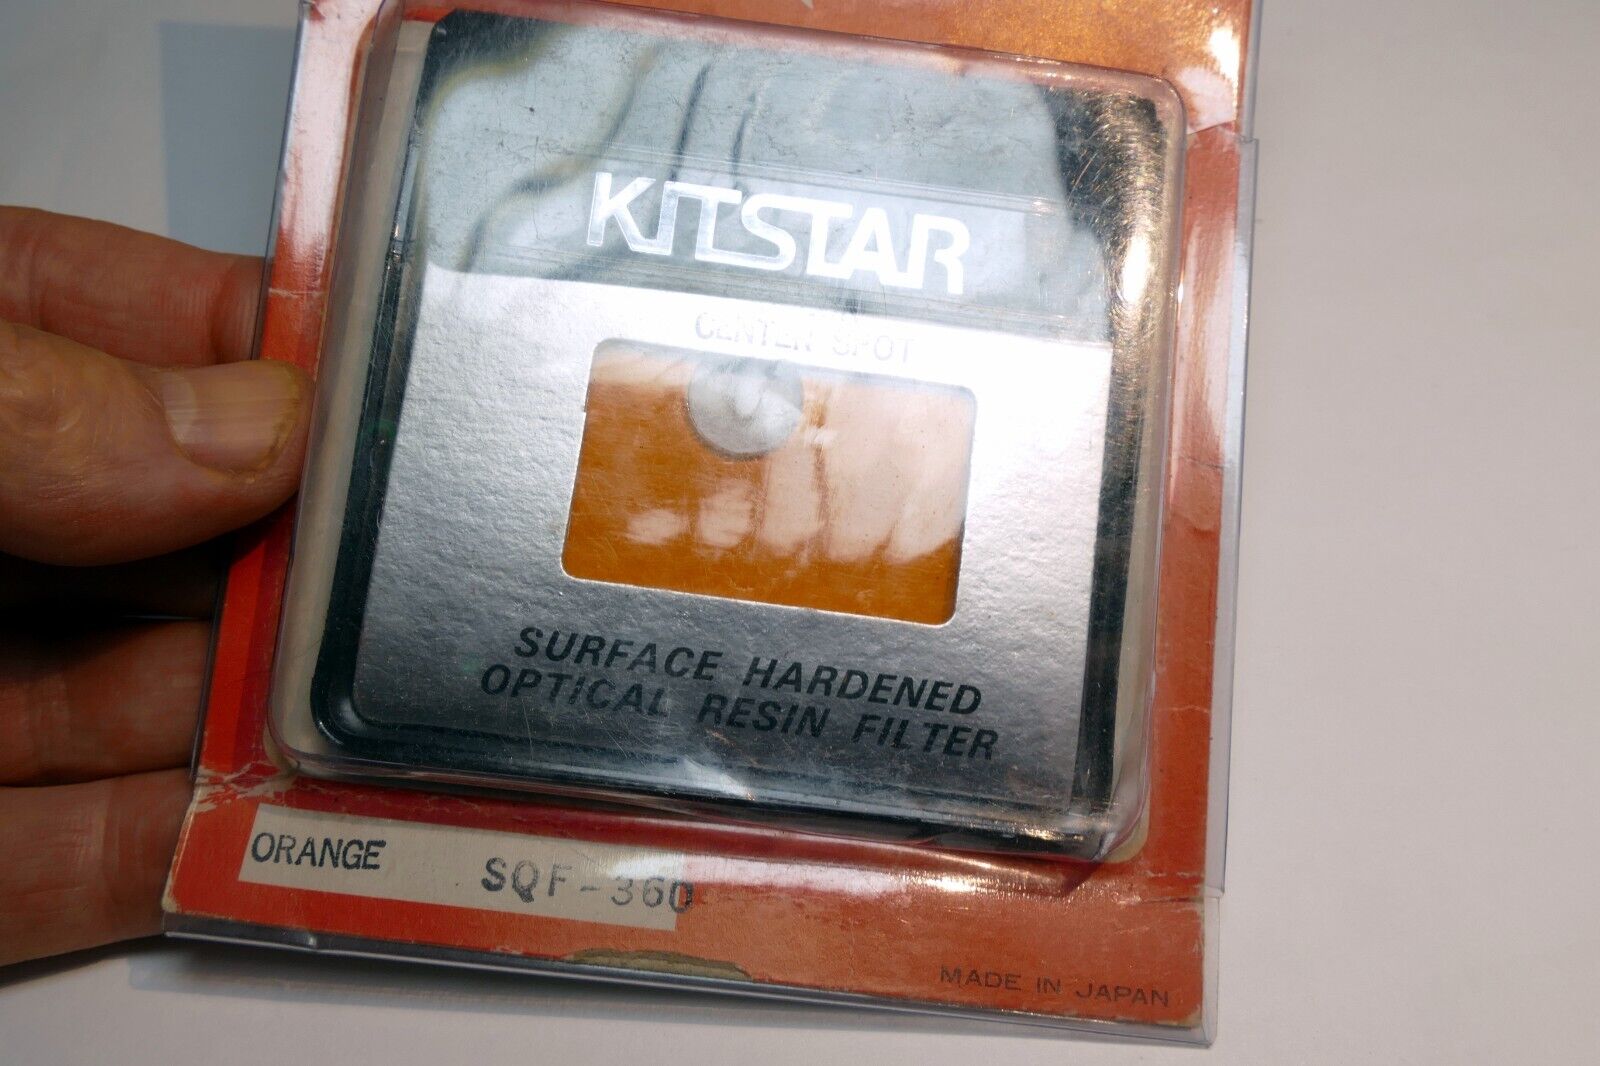 KITSTAR
CENTER SPOT
SURFACE HARDENED
OPTICAL RESIN FILTER
ORANGE SQF-360
MADE IN JAPAN